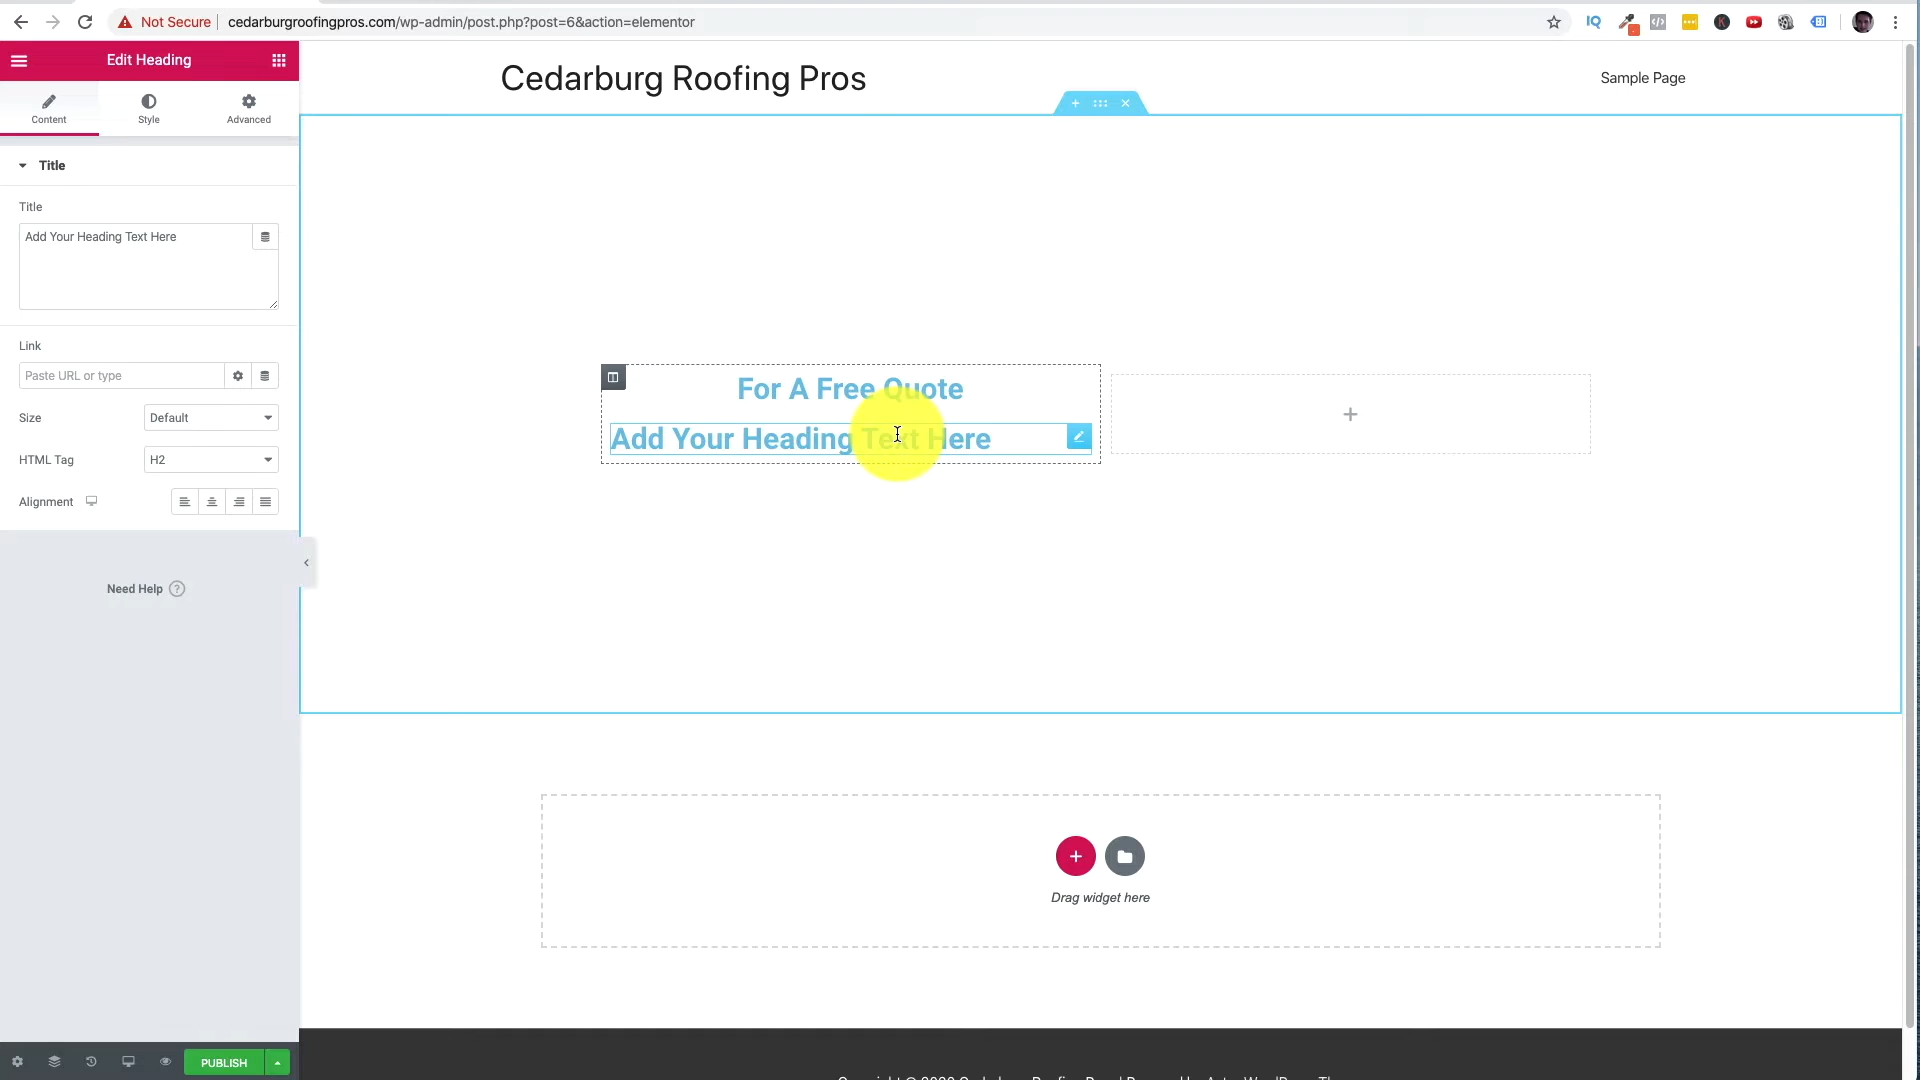 Not Secure
cedarburgroofingpros.com/wp-admin/post.php?post=6&action=elementor
IQ
Edit Heading
Cedarburg Roofing Pros
Sample Page
Content
Style
Advanced
Title
Title
Add Your Heading Text Here
Link
Paste URL or type
For A Free Quote
Size
Default
Add Your Heading Text Here
HTML Tag
H2
Alignment
Need Help
Drag widget here
PUBLISH